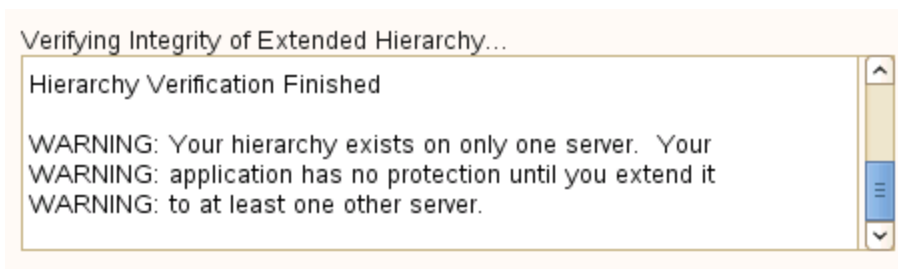 Verifying Integrity of Extended Hierarchy...
Hierarchy Verification Finished
WARNING: Your hierarchy exists on only one server.  Your
WARNING: application has no protection until you extend it
WARNING: to at least one other server.